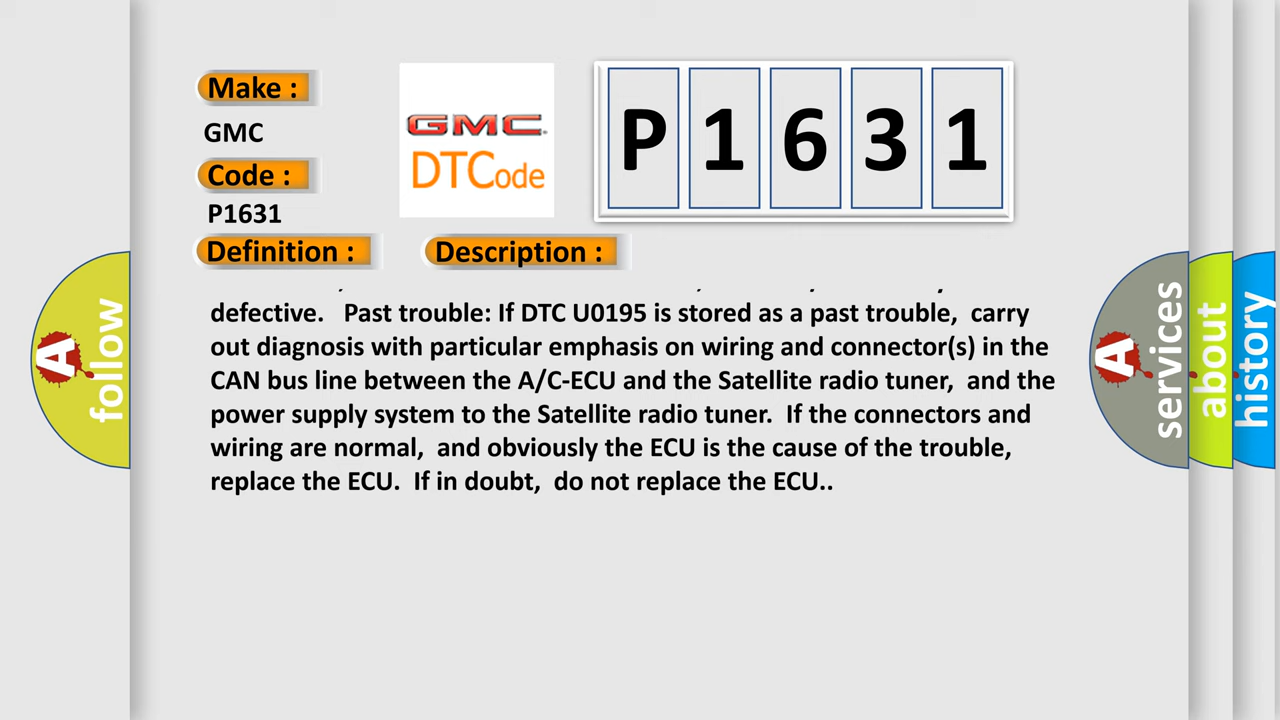 Make :
GMC
Code :
P1631
Definition :
Description :
GMC
DTCode
P1631
defective. Past trouble: If DTC U0195 is stored as a past trouble, carry
out diagnosis with particular emphasis on wiring and connector(s) in the
CAN bus line between the A/C-ECU and the Satellite radio tuner, and the
power supply system to the Satellite radio tuner. If the connectors and
wiring are normal, and obviously the ECU is the cause of the trouble,
replace the ECU. If in doubt, do not replace the ECU..
A
follow
A
services
about
history